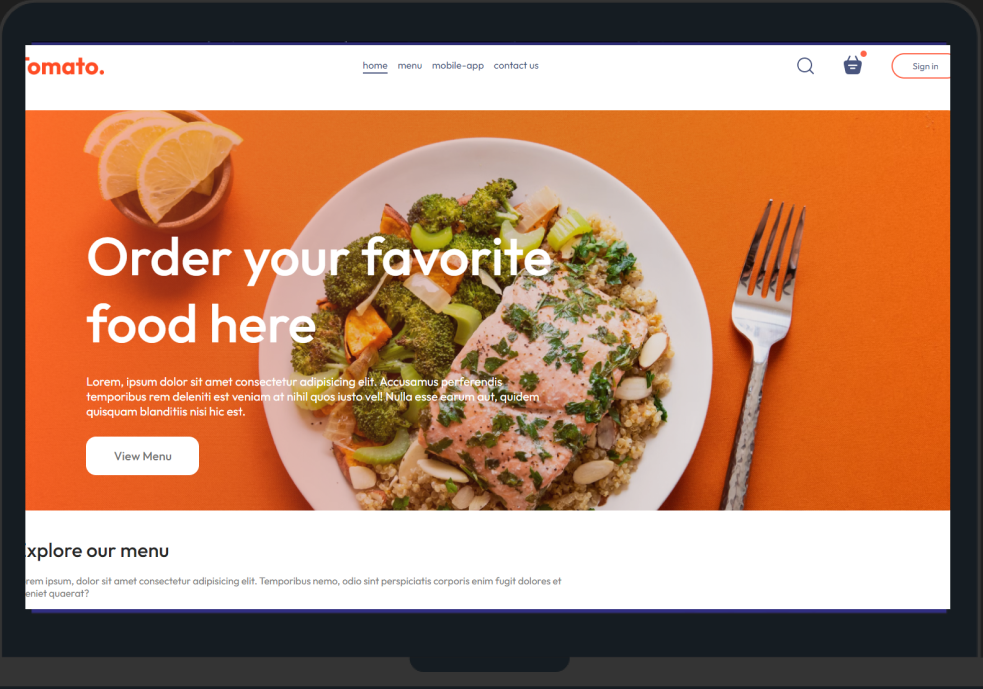 Tomato.
home menu mobile-app contact us
Sign in
Order your favorite
food here
Lorem, ipsum dolor sit amet consectetur adipisicing elit. Accusamus perferendis
temporibus rem deleniti est veniam at nihil quos iusto vel! Nulla esse earum aut, quidem
quisquam blanditiis nisi hic est.
View Menu
Explore our menu
rem ipsum, dolor sit amet consectetur adipisicing elit. Temporibus nemo, odio sint perspiciatis corporis enim fugit dolores et
eniet quaerat?